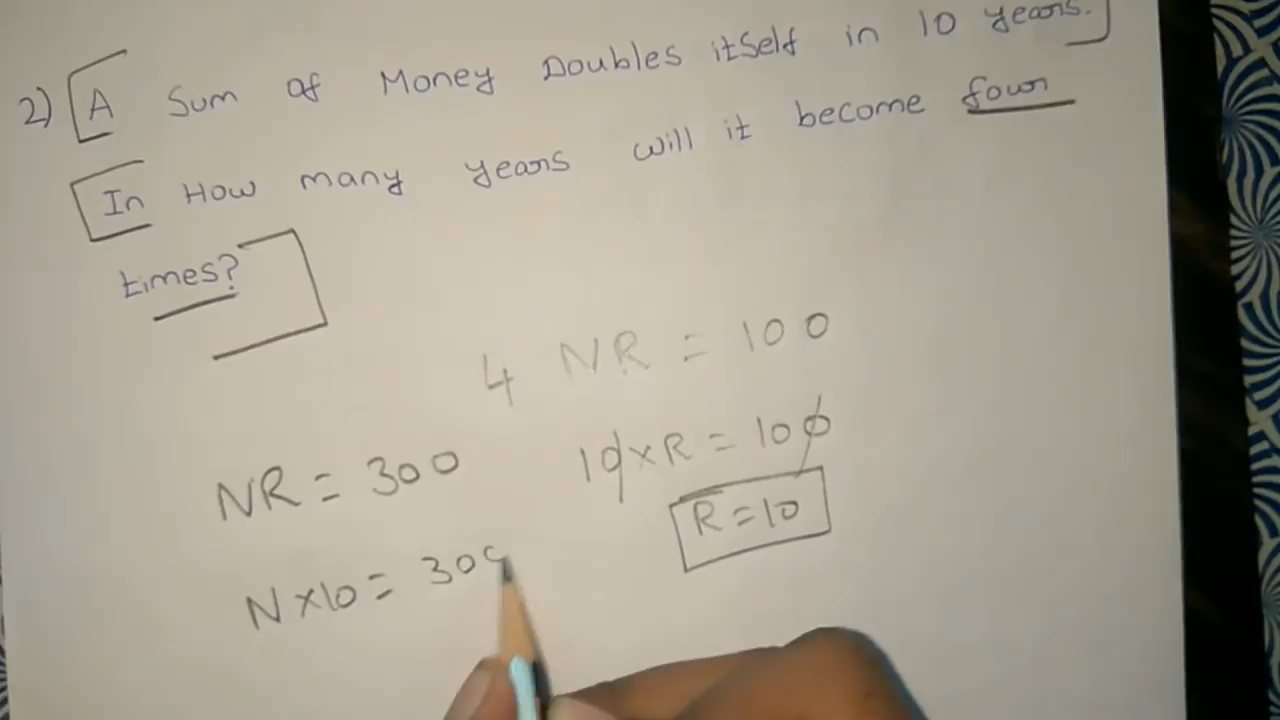 2) A Sum of Money Doubles itself in 10 years.
In How many years will it become four
times?
4 NR = 100
NR = 300
10×R = 100
R = 10
N×10 = 300